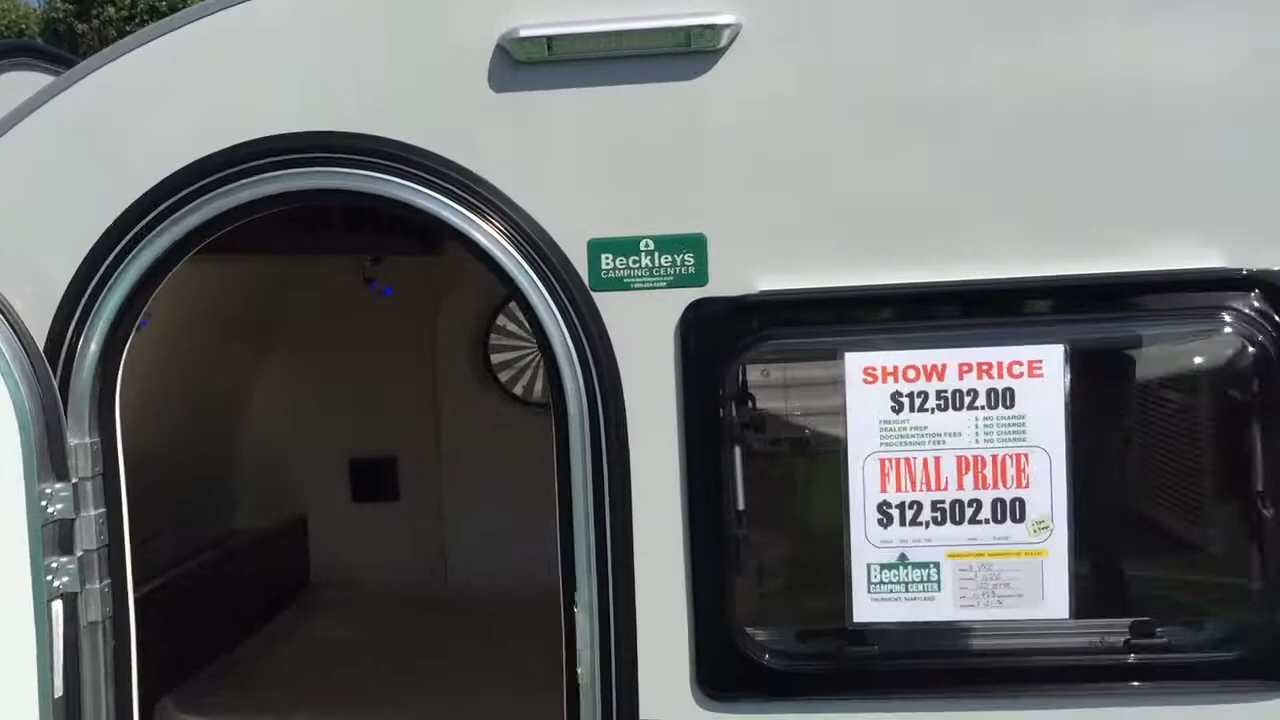 Beckley's
CAMPING CENTER
SHOW PRICE
$12,502.00
FREIGHT - $ NO CHARGE
DEALER PREP - $ NO CHARGE
DOCUMENTATION FEES - $ NO CHARGE
PROCESSING FEES - $ NO CHARGE
FINAL PRICE
$12,502.00
Beckley's
CAMPING CENTER
THURMONT, MARYLAND